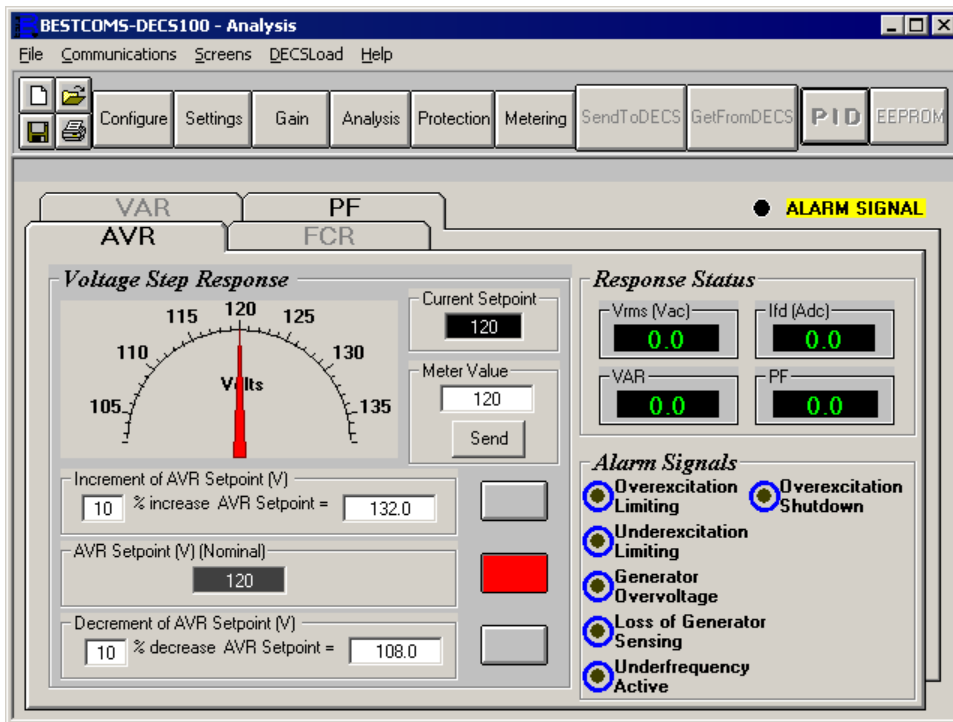 BESTCOMS-DECS100 - Analysis
File Communications Screens DECSLoad Help
Configure Settings Gain Analysis Protection Metering SendToDECS GetFromDECS PID EEPROM
VAR PF
ALARM SIGNAL
AVR FCR
Voltage Step Response
105 110 115 120 125 130 135
Volts
Current Setpoint
120
Meter Value
120
Send
Increment of AVR Setpoint (V)
10 % increase AVR Setpoint = 132.0
AVR Setpoint (V) (Nominal)
120
Decrement of AVR Setpoint (V)
10 % decrease AVR Setpoint = 108.0
Response Status
Vrms (Vac) Ifd (Adc)
0.0 0.0
VAR PF
0.0 0.0
Alarm Signals
Overexcitation Limiting
Overexcitation Shutdown
Underexcitation Limiting
Generator Overvoltage
Loss of Generator Sensing
Underfrequency Active